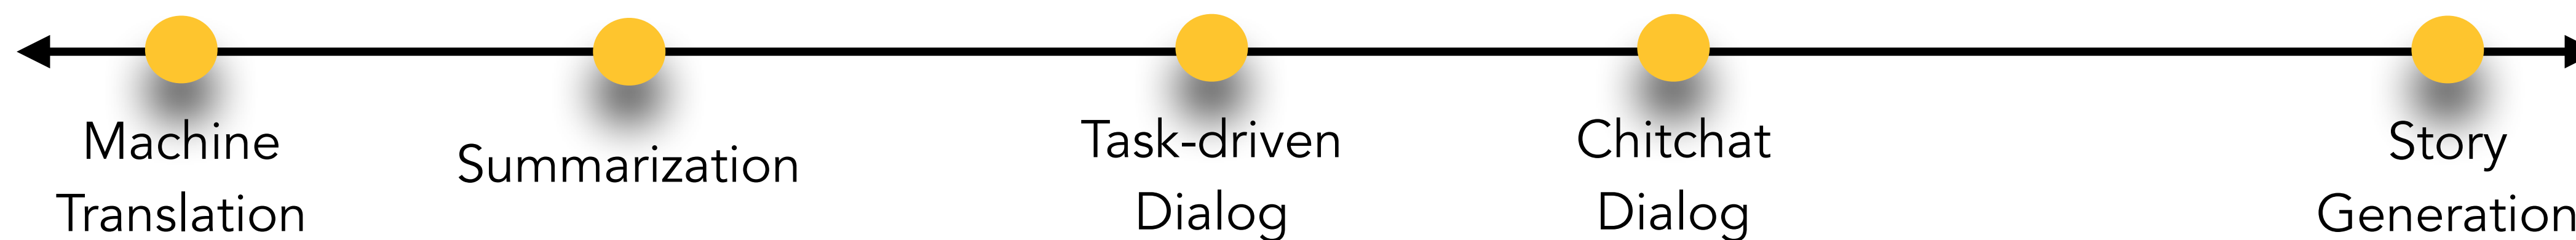 Machine
Translation
Summarization
Task-driven
Dialog
Chitchat
Dialog
Story
Generation